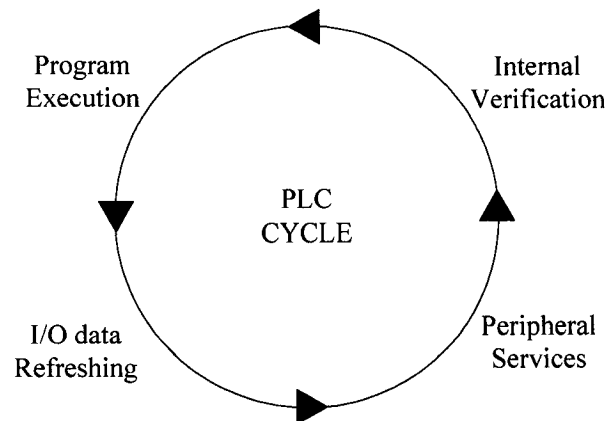 Program
Execution
Internal
Verification
PLC
CYCLE
I/O data
Refreshing
Peripheral
Services